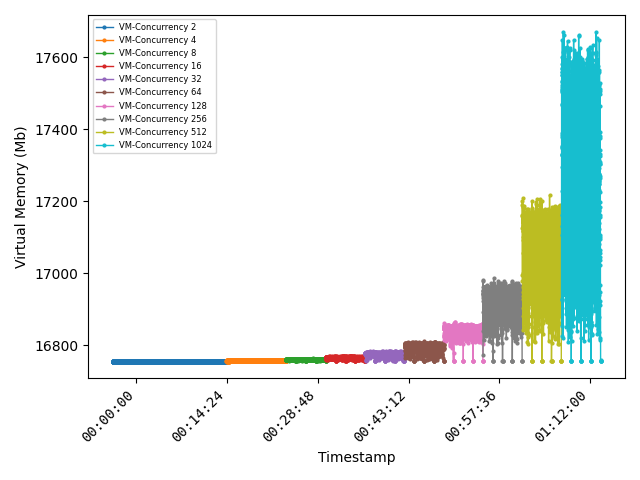 VM-Concurrency 2
VM-Concurrency 4
VM-Concurrency 8
VM-Concurrency 16
VM-Concurrency 32
VM-Concurrency 64
VM-Concurrency 128
VM-Concurrency 256
VM-Concurrency 512
VM-Concurrency 1024
17600
17400
17200
17000
16800
Virtual Memory (Mb)
00:00:00
00:14:24
00:28:48
00:43:12
00:57:36
01:12:00
Timestamp